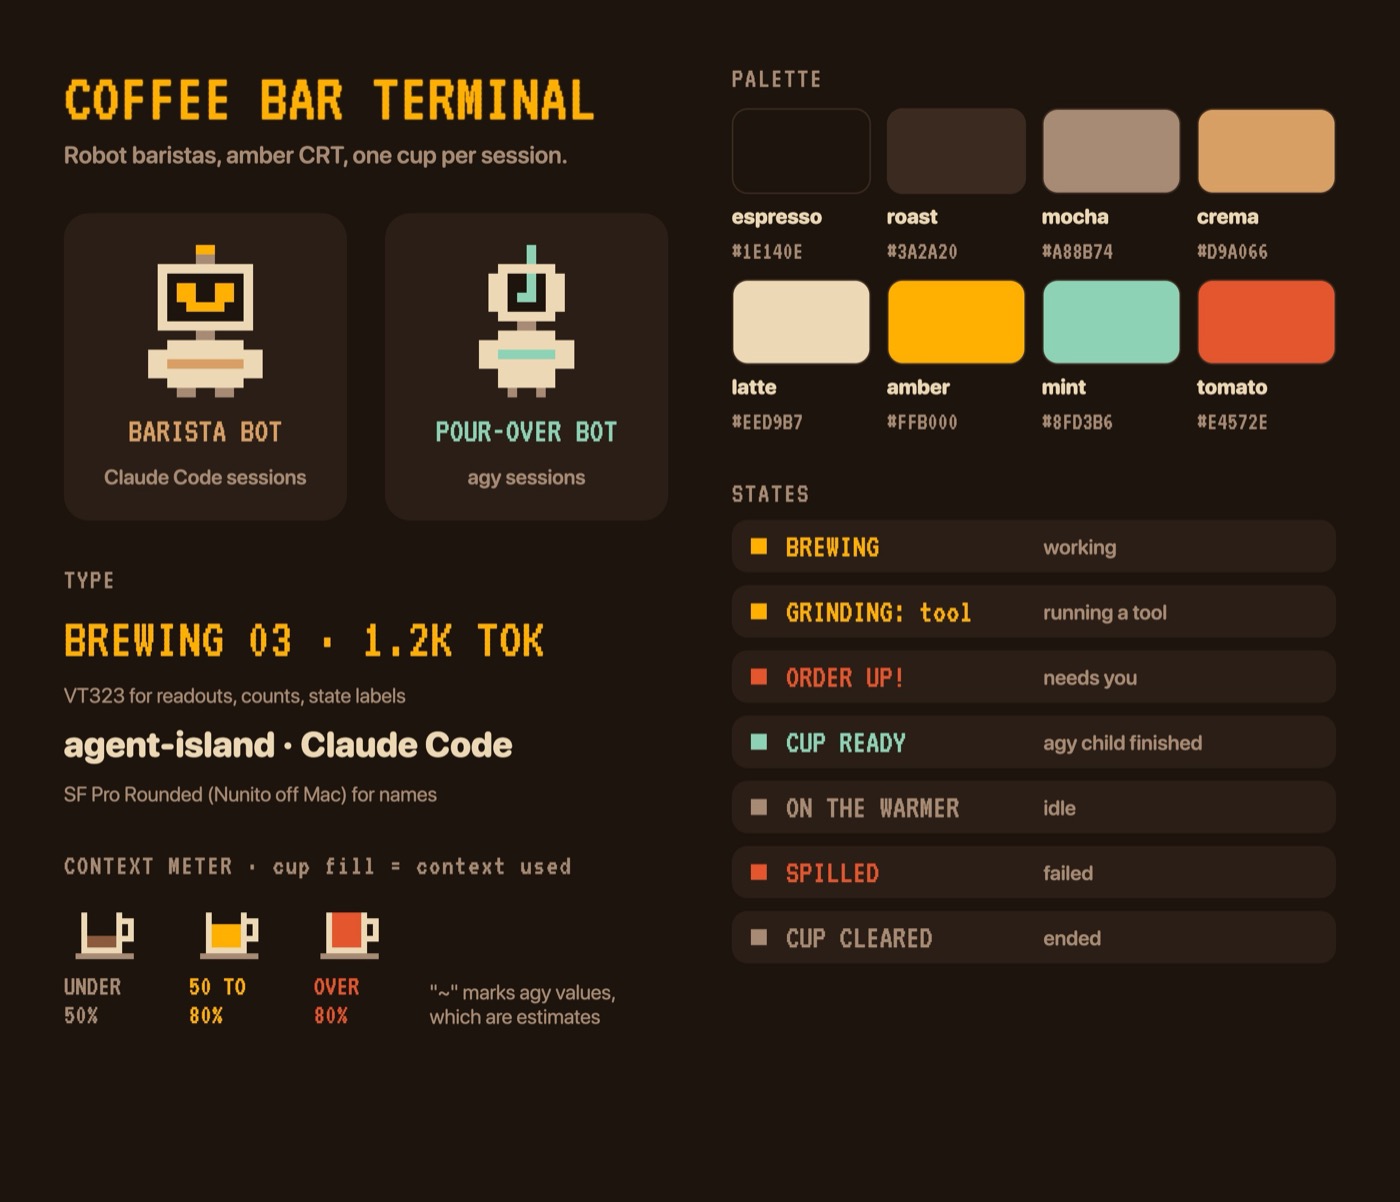 COFFEE BAR TERMINAL
Robot baristas, amber CRT, one cup per session.
BARISTA BOT
Claude Code sessions
POUR-OVER BOT
agy sessions
TYPE
BREWING 03 · 1.2K TOK
VT323 for readouts, counts, state labels
agent-island · Claude Code
SF Pro Rounded (Nunito off Mac) for names
CONTEXT METER · cup fill = context used
UNDER
50%
50 TO
80%
OVER
80%
"~" marks agy values,
which are estimates
PALETTE
espresso
#1E140E
roast
#3A2A20
mocha
#A88B74
crema
#D9A066
latte
#EED9B7
amber
#FFB000
mint
#8FD3B6
tomato
#E4572E
STATES
BREWING working
GRINDING: tool running a tool
ORDER UP! needs you
CUP READY agy child finished
ON THE WARMER idle
SPILLED failed
CUP CLEARED ended